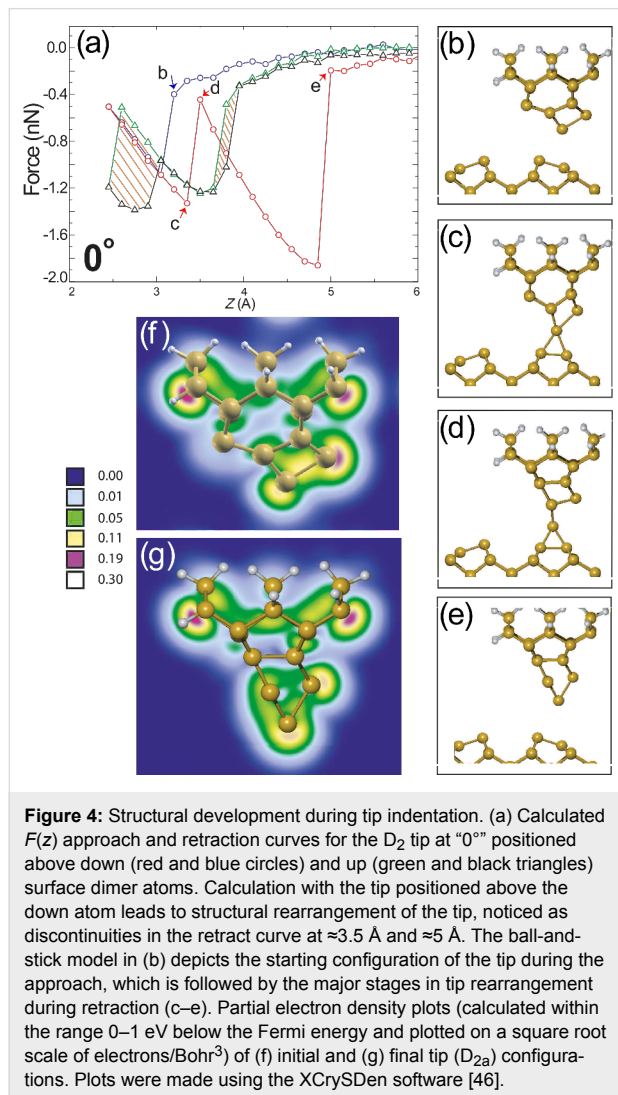 (a)
0.0
-0.4
-0.6
-1.2
-1.6
-2.0
Force (nN)
b
d
e
c
0°
2
3
4
5
6
Z (Å)
(b)
(c)
(d)
(e)
(f)
(g)
0.00
0.01
0.05
0.11
0.19
0.30
Figure 4: Structural development during tip indentation. (a) Calculated
F(z) approach and retraction curves for the D2 tip at “0°” positioned
above down (red and blue circles) and up (green and black triangles)
surface dimer atoms. Calculation with the tip positioned above the
down atom leads to structural rearrangement of the tip, noticed as
discontinuities in the retract curve at ≈3.5 Å and ≈5 Å. The ball-and-
stick model in (b) depicts the starting configuration of the tip during the
approach, which is followed by the major stages in tip rearrangement
during retraction (c–e). Partial electron density plots (calculated within
the range 0–1 eV below the Fermi energy and plotted on a square root
scale of electrons/Bohr3) of (f) initial and (g) final tip (D2a) configura-
tions. Plots were made using the XCrySDen software [46].